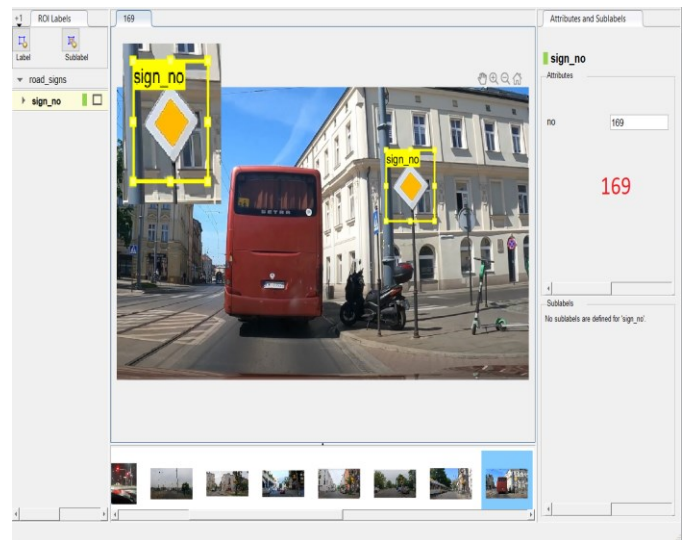 +1 ROI Labels
169
Attributes and Sublabels
Label
Sublabel
road_signs
sign_no
sign_no
sign_no
sign_no
Attributes
no
169
169
Sublabels
No sublabels are defined for 'sign_no'.